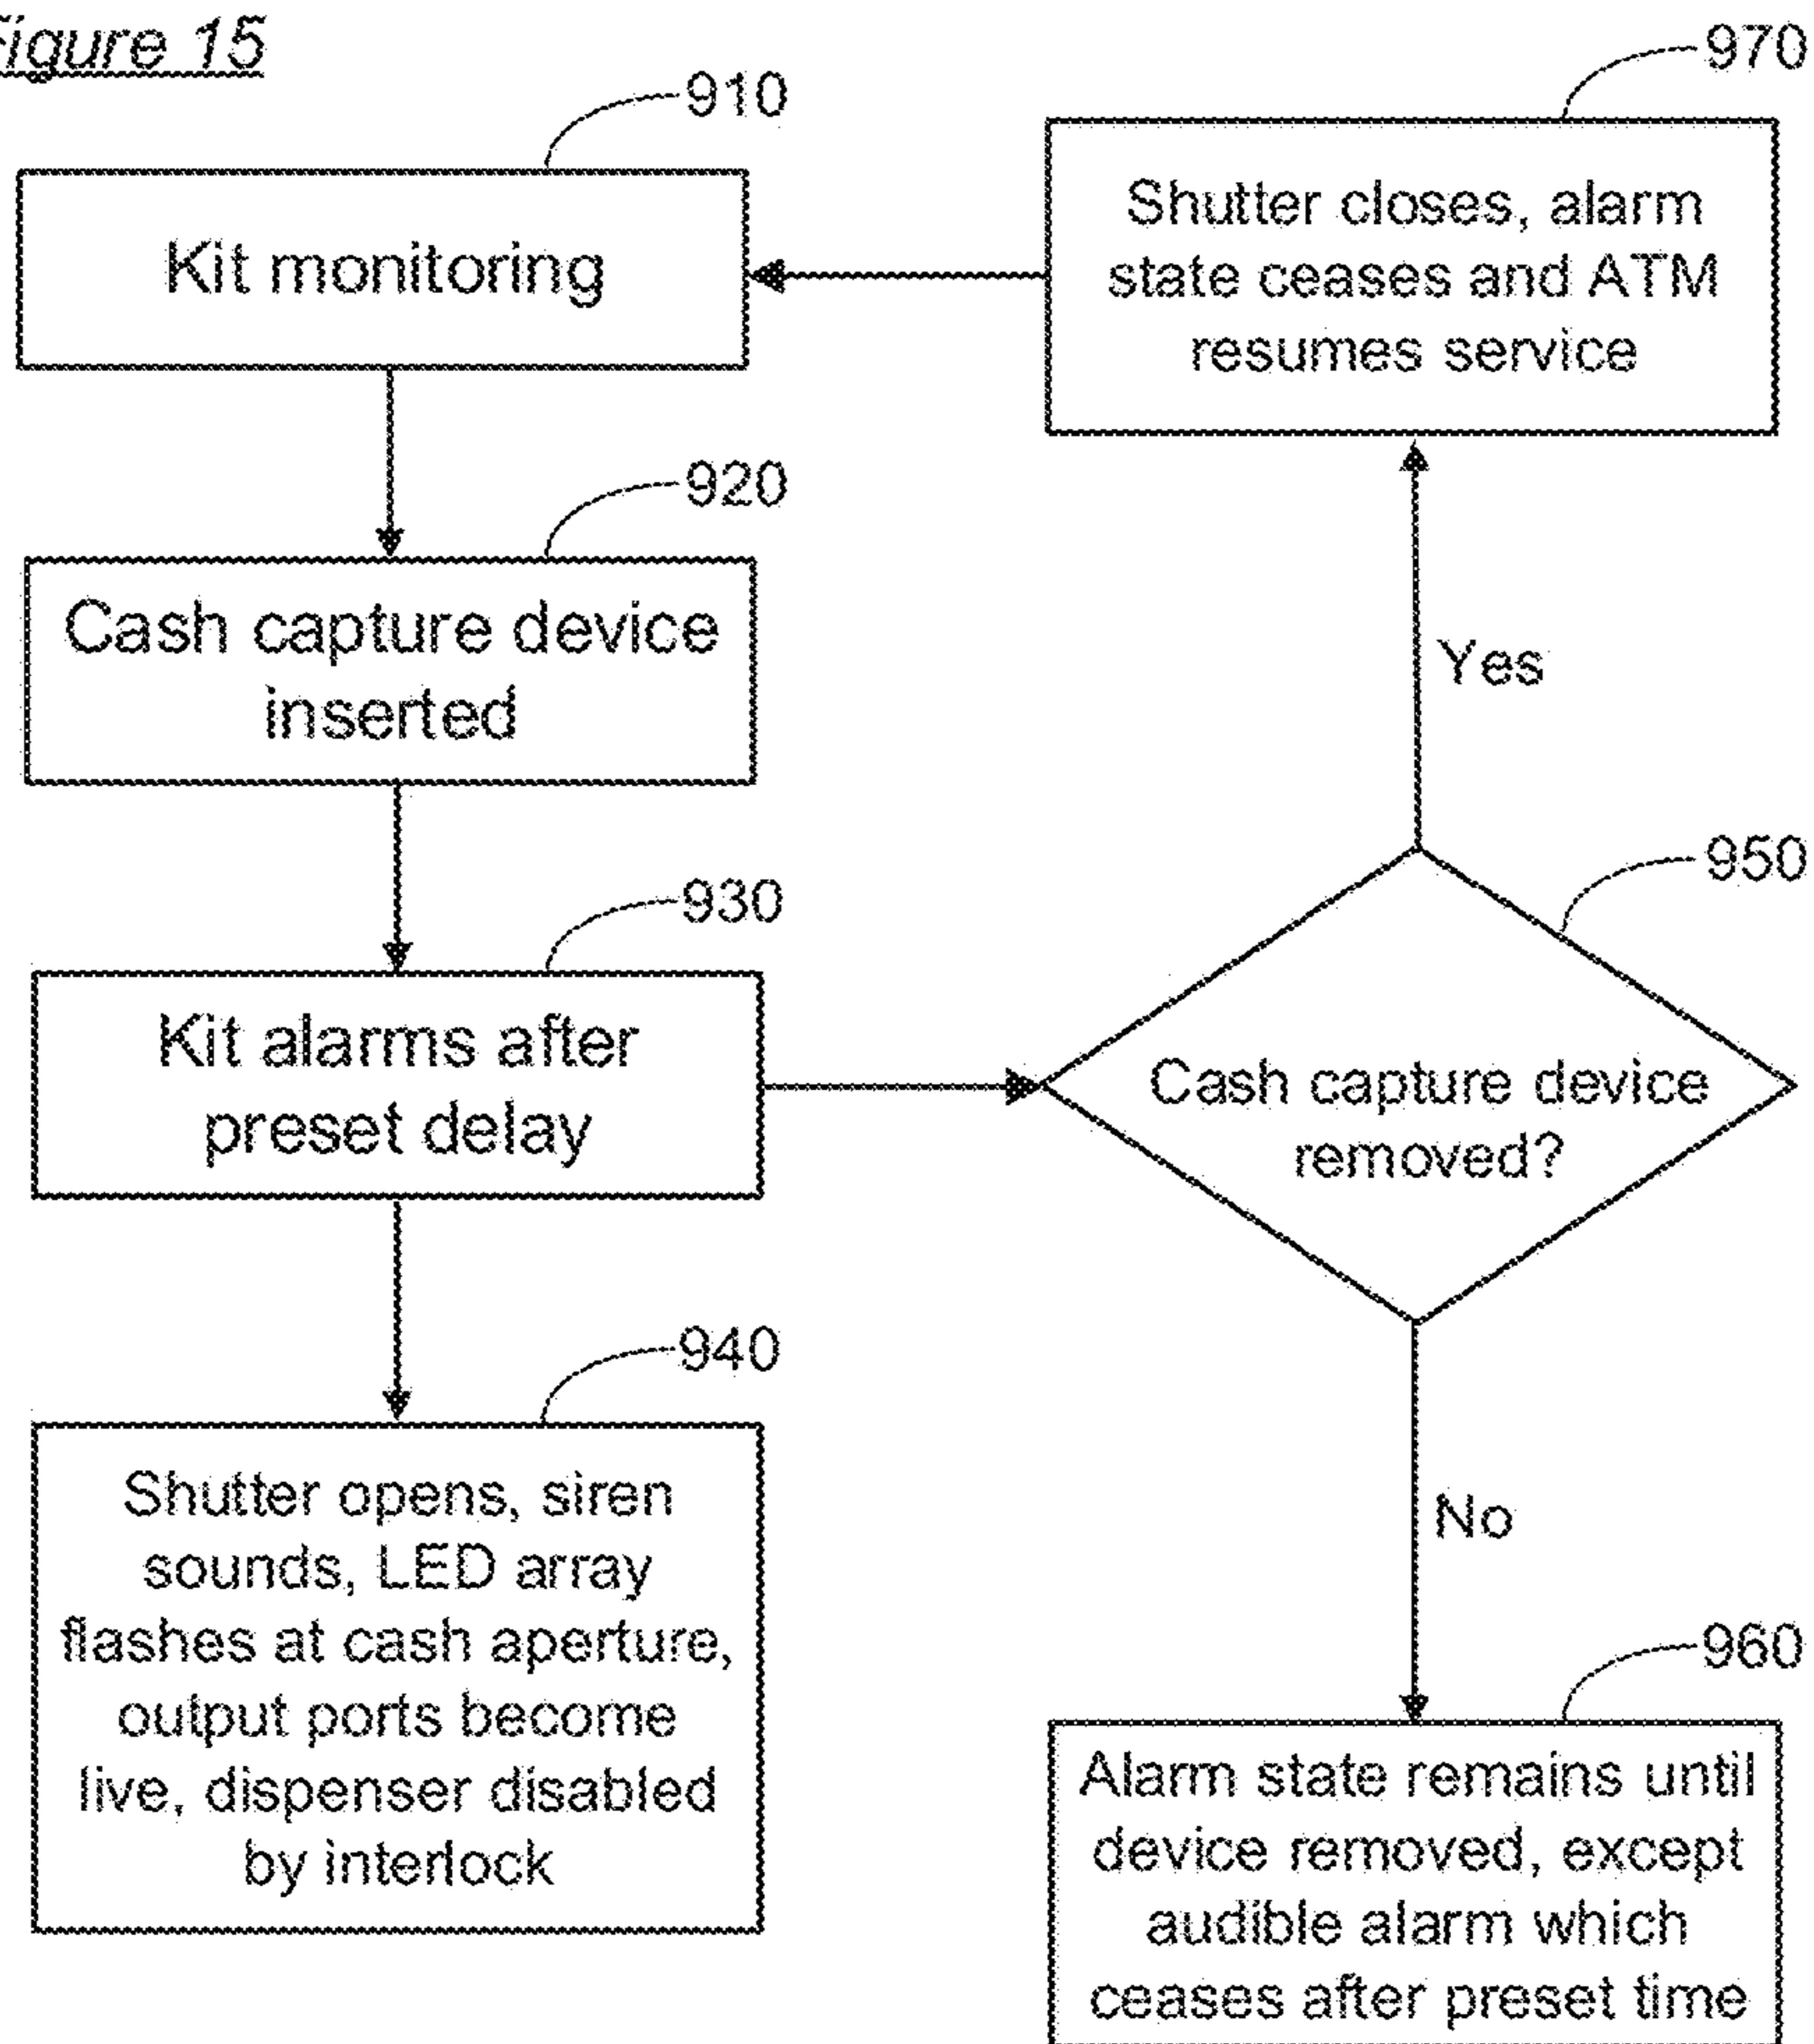 Figure 15
910
Kit monitoring
920
Cash capture device
inserted
930
Kit alarms after
preset delay
940
Shutter opens, siren
sounds, LED array
flashes at cash aperture,
output ports become
live, dispenser disabled
by interlock
970
Shutter closes, alarm
state ceases and ATM
resumes service
Yes
950
Cash capture device
removed?
No
960
Alarm state remains until
device removed, except
audible alarm which
ceases after preset time